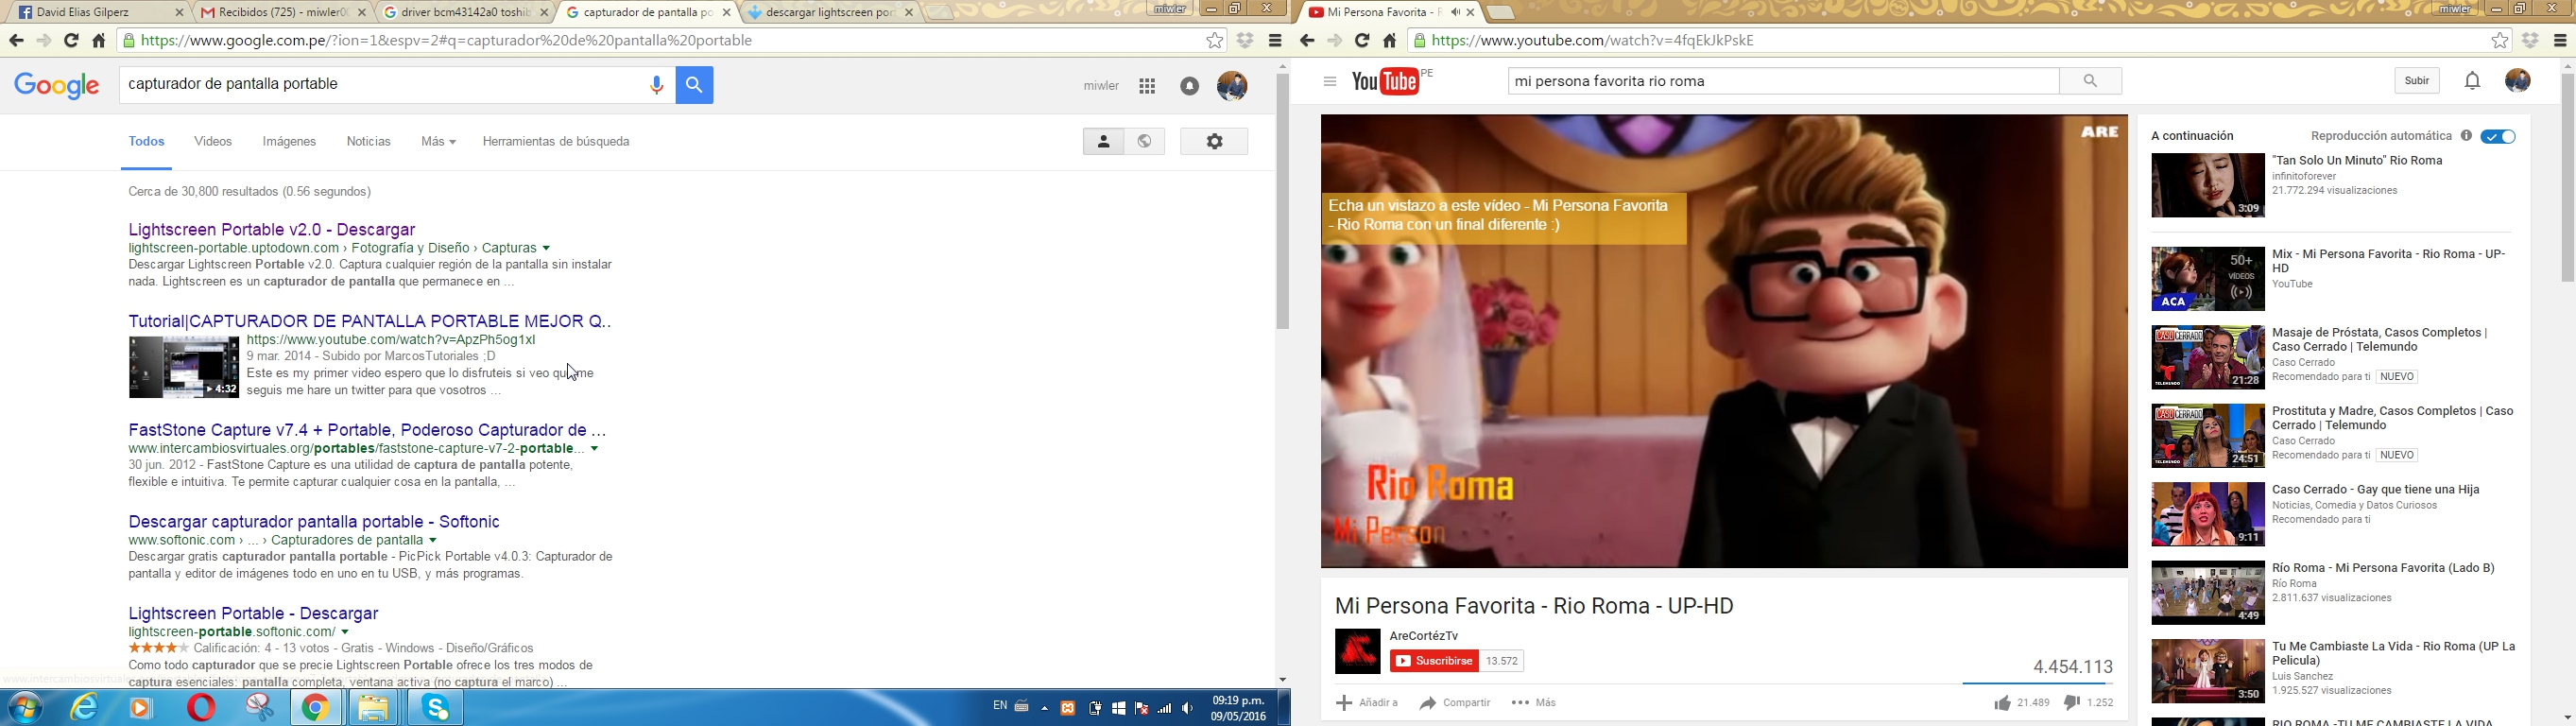 David Elias Gilperz
Recibidos (725) - miwler0
driver bcm43142a0 toshib
capturador de pantalla po
descargar lightscreen por
miwler
https://www.google.com.pe/?ion=1&espv=2#q=capturador%20de%20pantalla%20portable
Google
capturador de pantalla portable
miwler
Todos
Videos
Imágenes
Noticias
Más
Herramientas de búsqueda
Cerca de 30,800 resultados (0.56 segundos)
Lightscreen Portable v2.0 - Descargar
lightscreen-portable.uptodown.com › Fotografía y Diseño › Capturas
Descargar Lightscreen Portable v2.0. Captura cualquier región de la pantalla sin instalar
nada. Lightscreen es un capturador de pantalla que permanece en ...
Tutorial|CAPTURADOR DE PANTALLA PORTABLE MEJOR Q..
https://www.youtube.com/watch?v=ApzPh5og1xI
9 mar. 2014 - Subido por MarcosTutoriales ;D
Este es my primer video espero que lo disfruteis si veo que me
seguis me hare un twitter para que vosotros ...
4:32
FastStone Capture v7.4 + Portable, Poderoso Capturador de ...
www.intercambiosvirtuales.org/portables/faststone-capture-v7-2-portable...
30 jun. 2012 - FastStone Capture es una utilidad de captura de pantalla potente,
flexible e intuitiva. Te permite capturar cualquier cosa en la pantalla, ...
Descargar capturador pantalla portable - Softonic
www.softonic.com › ... › Capturadores de pantalla
Descargar gratis capturador pantalla portable - PicPick Portable v4.0.3: Capturador de
pantalla y editor de imágenes todo en uno en tu USB, y más programas.
Lightscreen Portable - Descargar
lightscreen-portable.softonic.com/
Calificación: 4 - 13 votos - Gratis - Windows - Diseño/Gráficos
Como todo capturador que se precie Lightscreen Portable ofrece los tres modos de
captura esenciales: pantalla completa, ventana activa (no captura el marco) ...
EN
09:19 p.m.
09/05/2016
Mi Persona Favorita - R
miwler
https://www.youtube.com/watch?v=4fqEkJkPskE
YouTube PE
mi persona favorita rio roma
Subir
ARE
Echa un vistazo a este vídeo - Mi Persona Favorita
- Rio Roma con un final diferente :)
Rio Roma
Mi Person
Mi Persona Favorita - Rio Roma - UP-HD
AreCortézTv
Suscribirse
13.572
4.454.113
Añadir a
Compartir
Más
21.489
1.252
A continuación
Reproducción automática
"Tan Solo Un Minuto" Rio Roma
infinitoforever
21.772.294 visualizaciones
3:09
Mix - Mi Persona Favorita - Rio Roma - UP-
HD
YouTube
50+
VÍDEOS
ACA
Masaje de Próstata, Casos Completos |
Caso Cerrado | Telemundo
Caso Cerrado
Recomendado para ti
NUEVO
CASO CERRADO
TELEMUNDO
21:28
Prostituta y Madre, Casos Completos | Caso
Cerrado | Telemundo
Caso Cerrado
Recomendado para ti
NUEVO
CASO CERRADO
TELEMUNDO
24:51
Caso Cerrado - Gay que tiene una Hija
Noticias, Comedia y Datos Curiosos
Recomendado para ti
9:11
Río Roma - Mi Persona Favorita (Lado B)
Río Roma
2.811.637 visualizaciones
4:49
Tu Me Cambiaste La Vida - Rio Roma (UP La
Pelicula)
Luis Sanchez
1.925.527 visualizaciones
3:50
RIO ROMA -TU ME CAMBIASTE LA VIDA